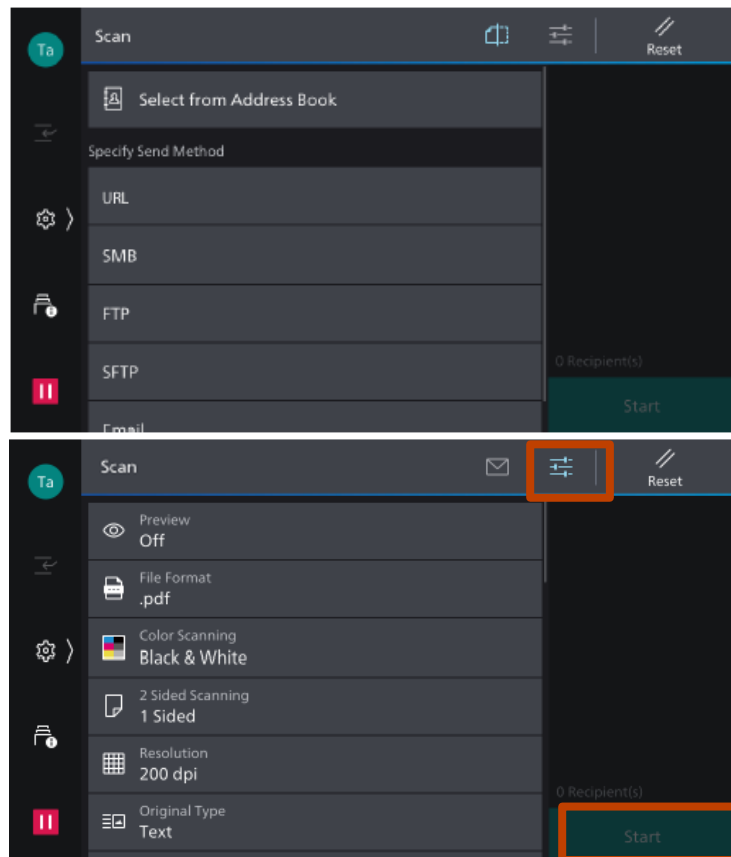 Ta
Scan
Reset
Select from Address Book
Specify Send Method
URL
SMB
FTP
SFTP
Email
0 Recipient(s)
Start
Ta
Scan
Reset
Preview
Off
File Format
.pdf
Color Scanning
Black & White
2 Sided Scanning
1 Sided
Resolution
200 dpi
Original Type
Text
0 Recipient(s)
Start